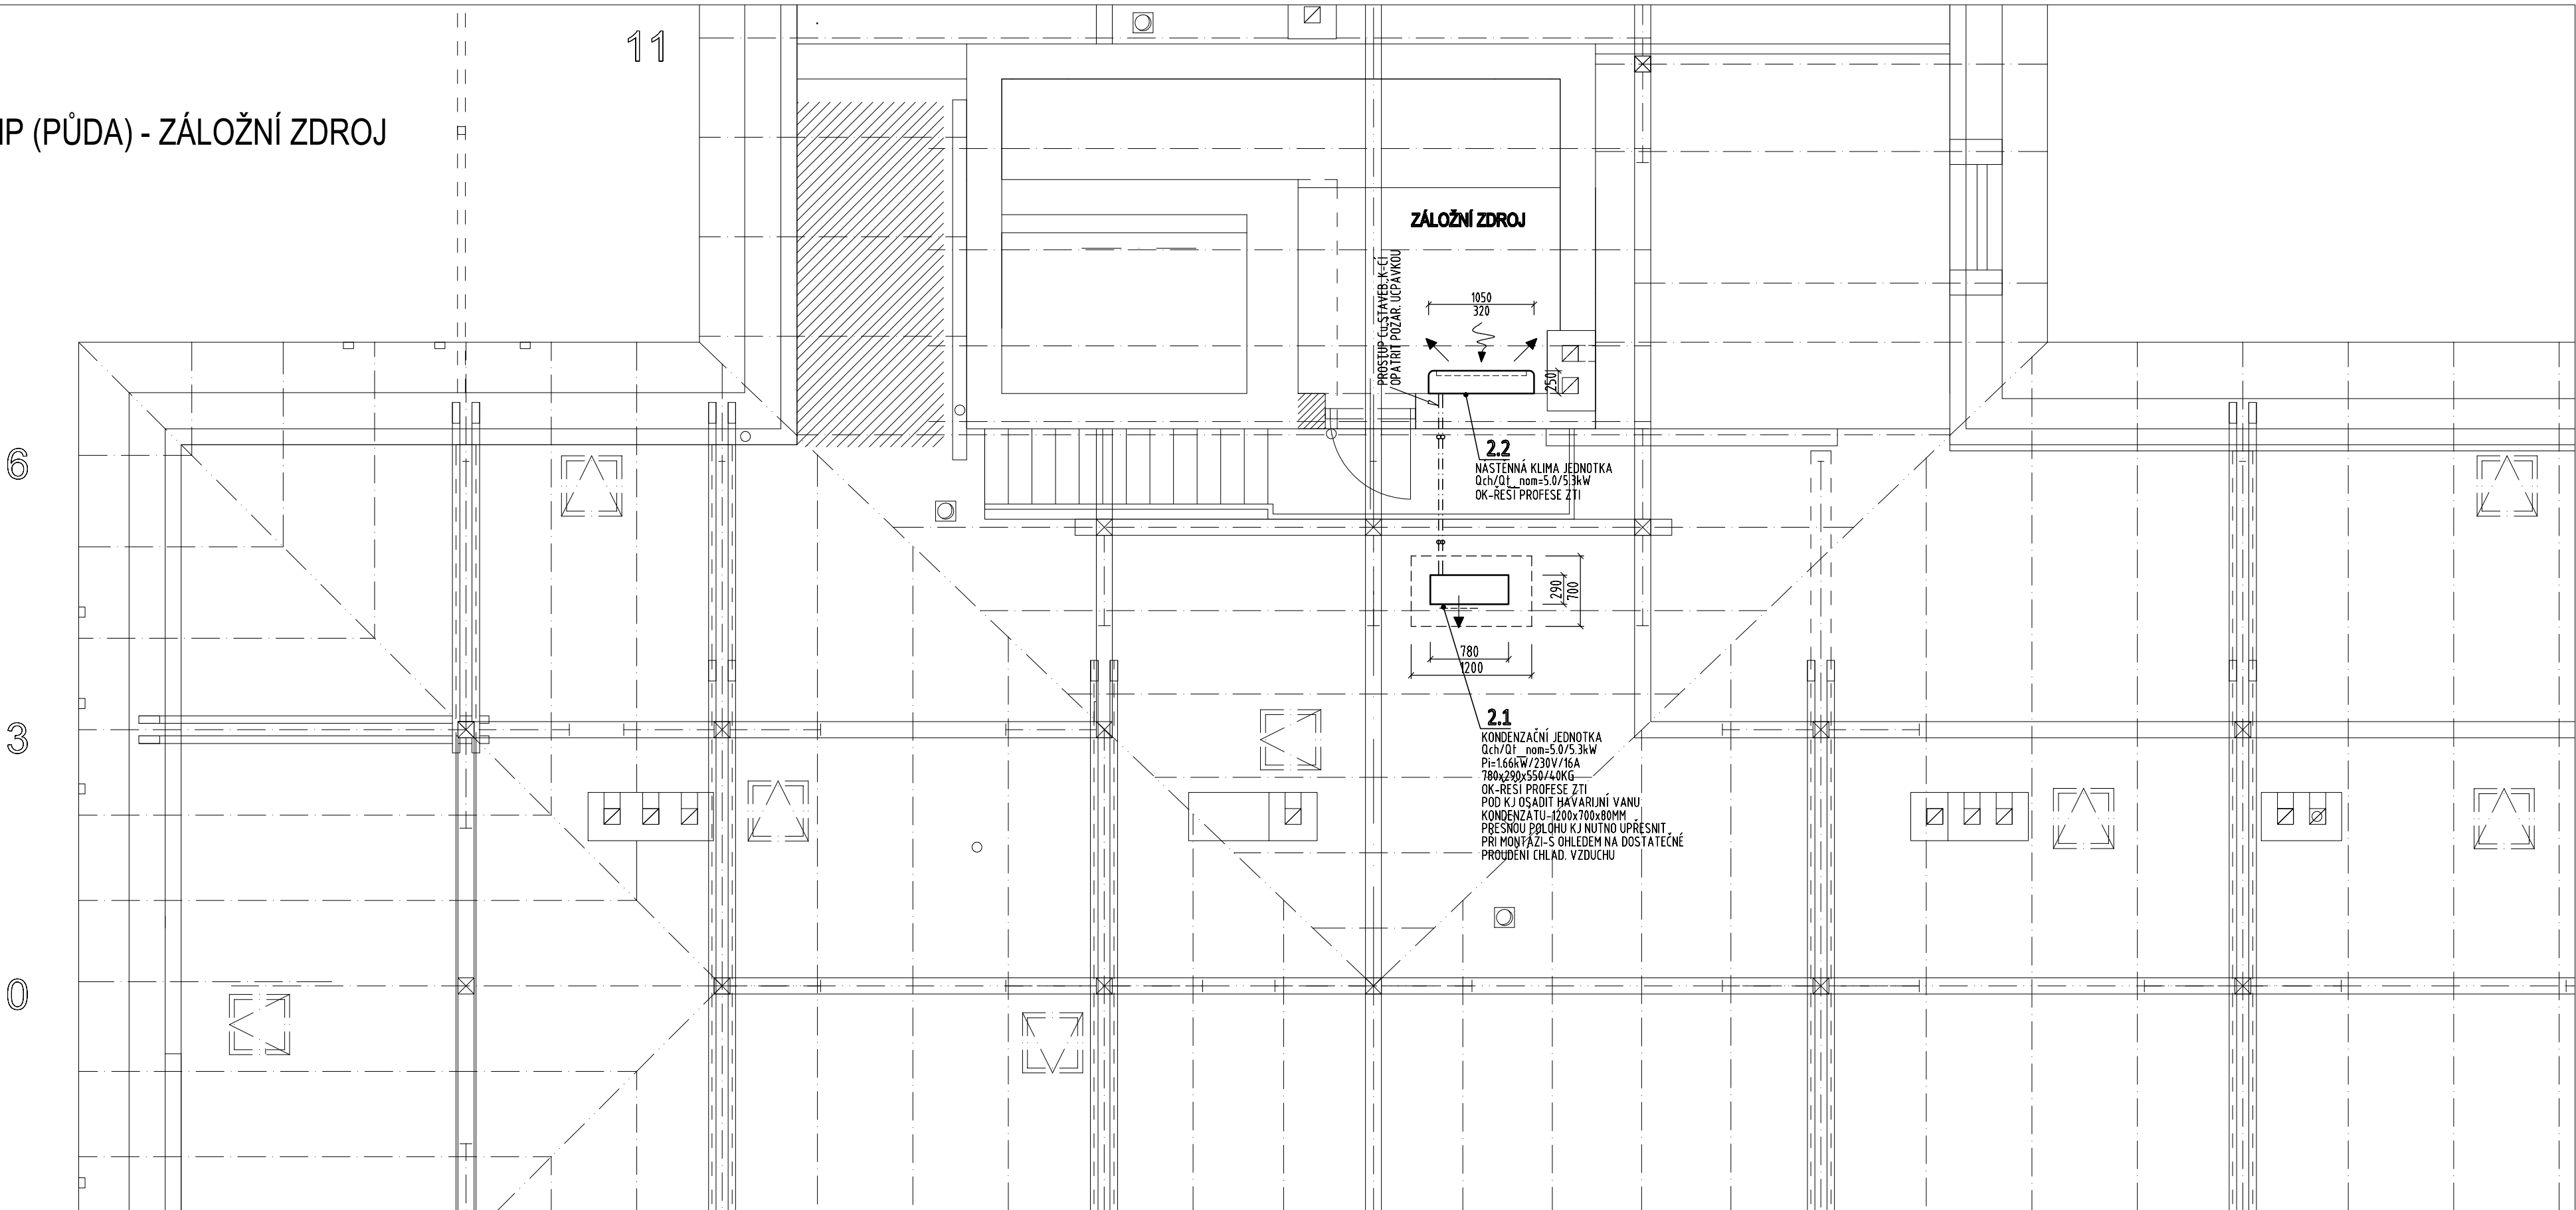 11
NP (PŮDA) - ZÁLOŽNÍ ZDROJ
ZÁLOŽNÍ ZDROJ
PROSTUP Cu STAVEB. K-CÍ
OPATŘIT POŽÁR. UCPÁVKOU
1050
320
250
6
2.2
NÁSTĚNNÁ KLIMA JEDNOTKA
Qch/Qt_nom=5.0/5.3kW
OK-ŘEŠÍ PROFESE ZTI
290
700
780
1200
3
2.1
KONDENZAČNÍ JEDNOTKA
Qch/Qt_nom=5.0/5.3kW
Pi=1.66kW/230V/16A
780x290x550/40KG
OK-ŘEŠÍ PROFESE ZTI
POD KJ OSADIT HAVARIJNÍ VANU
KONDENZÁTU-1200x700x80MM
PŘESNOU POLOHU KJ NUTNO UPŘESNIT
PŘI MONTÁŽI-S OHLEDEM NA DOSTATEČNÉ
PROUDĚNÍ CHLAD. VZDUCHU
0